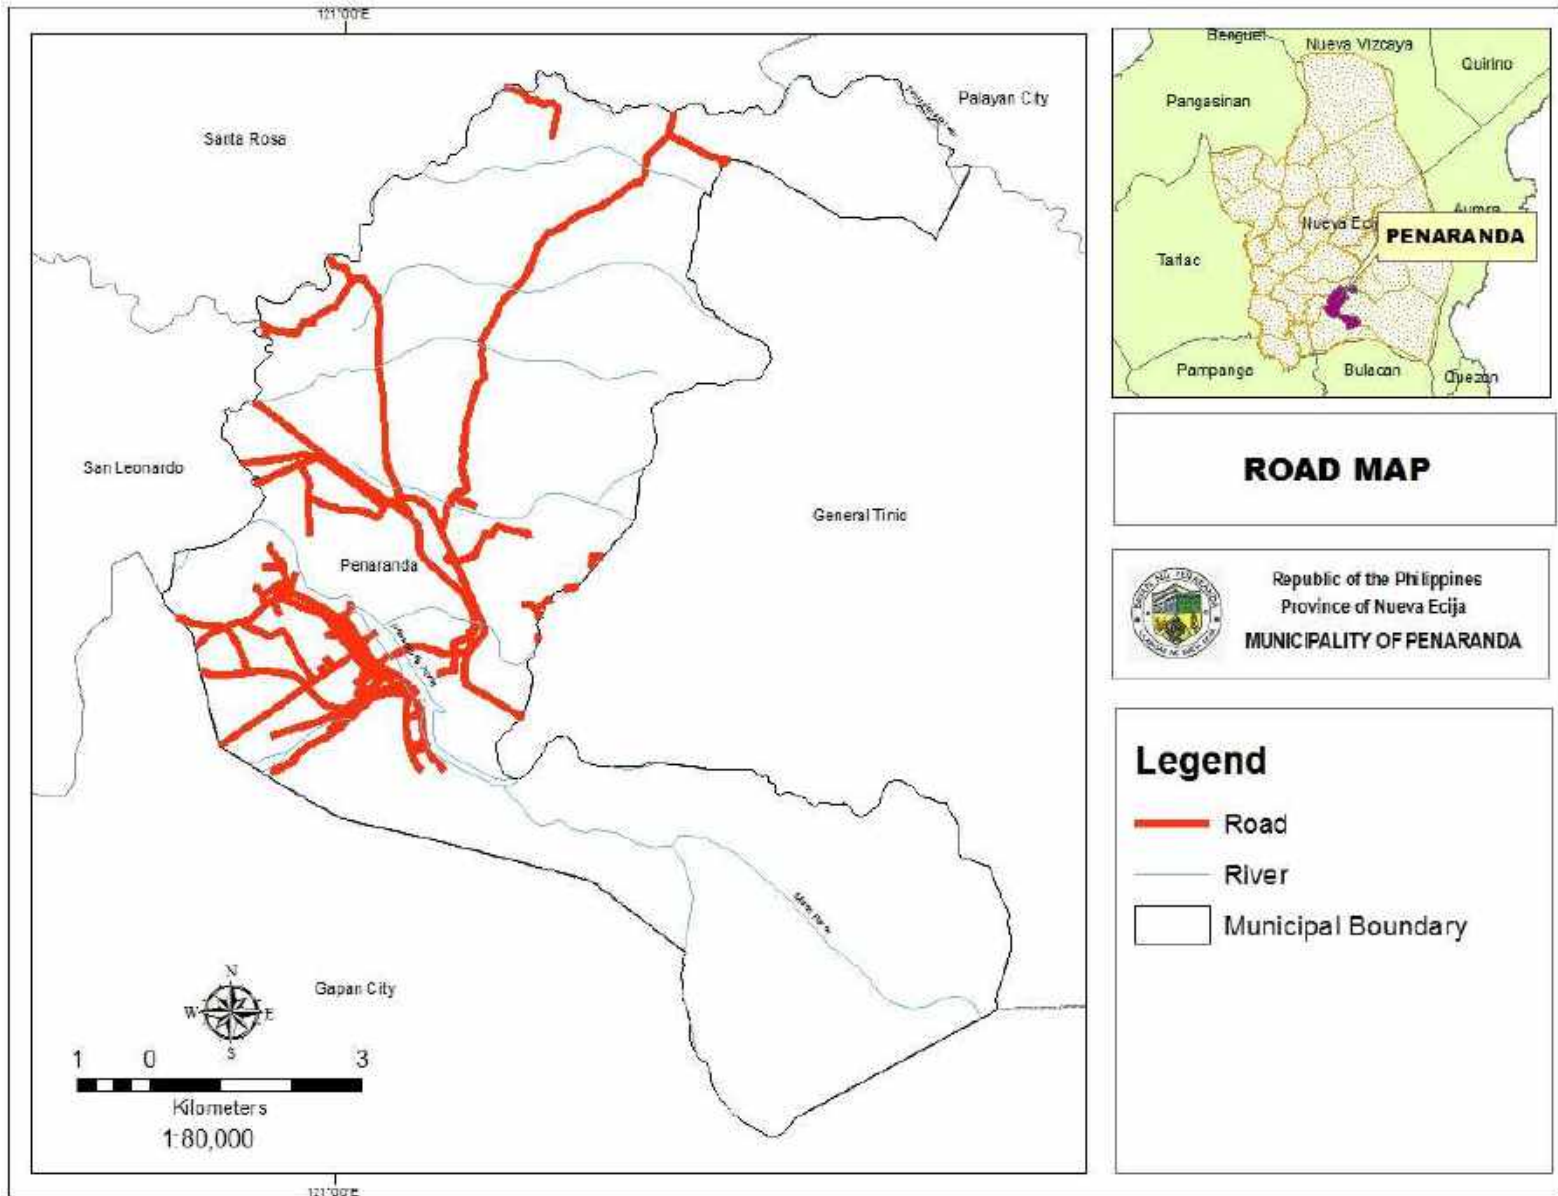 121°00'E
Santa Rosa
Palayan City
San Leonardo
General Tinio
Penaranda
Gapan City
N
W
E
S
1 0 3
Kilometers
1:80,000
121°00'E
Benguet
Nueva Vizcaya
Quirino
Pangasinan
Aurora
PENARANDA
Tarlac
Pampanga
Bulacan
Quezon
ROAD MAP
Republic of the Philippines
Province of Nueva Ecija
MUNICIPALITY OF PENARANDA
Legend
Road
River
Municipal Boundary